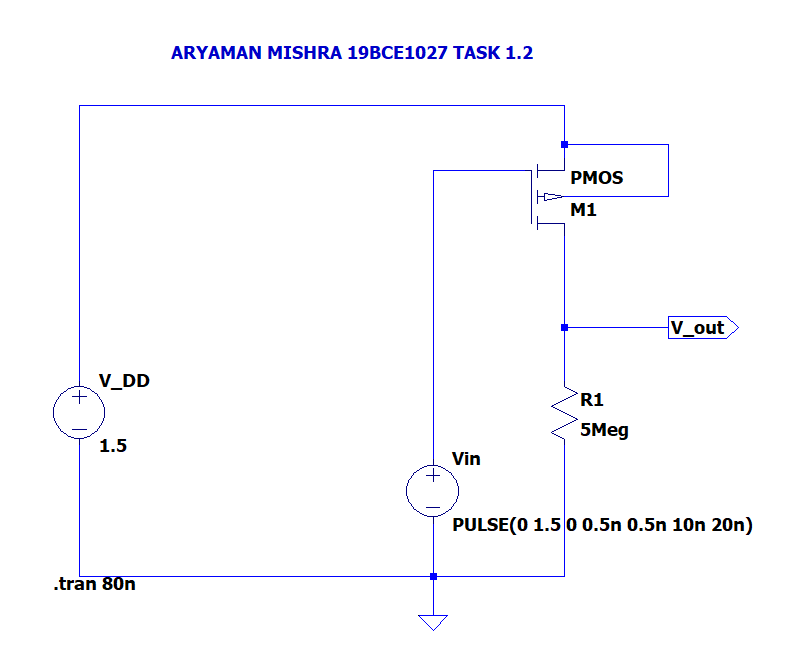 ARYAMAN MISHRA 19BCE1027 TASK 1.2
PMOS
M1
V_out
V_DD
1.5
R1
5Meg
Vin
PULSE(0 1.5 0 0.5n 0.5n 10n 20n)
.tran 80n